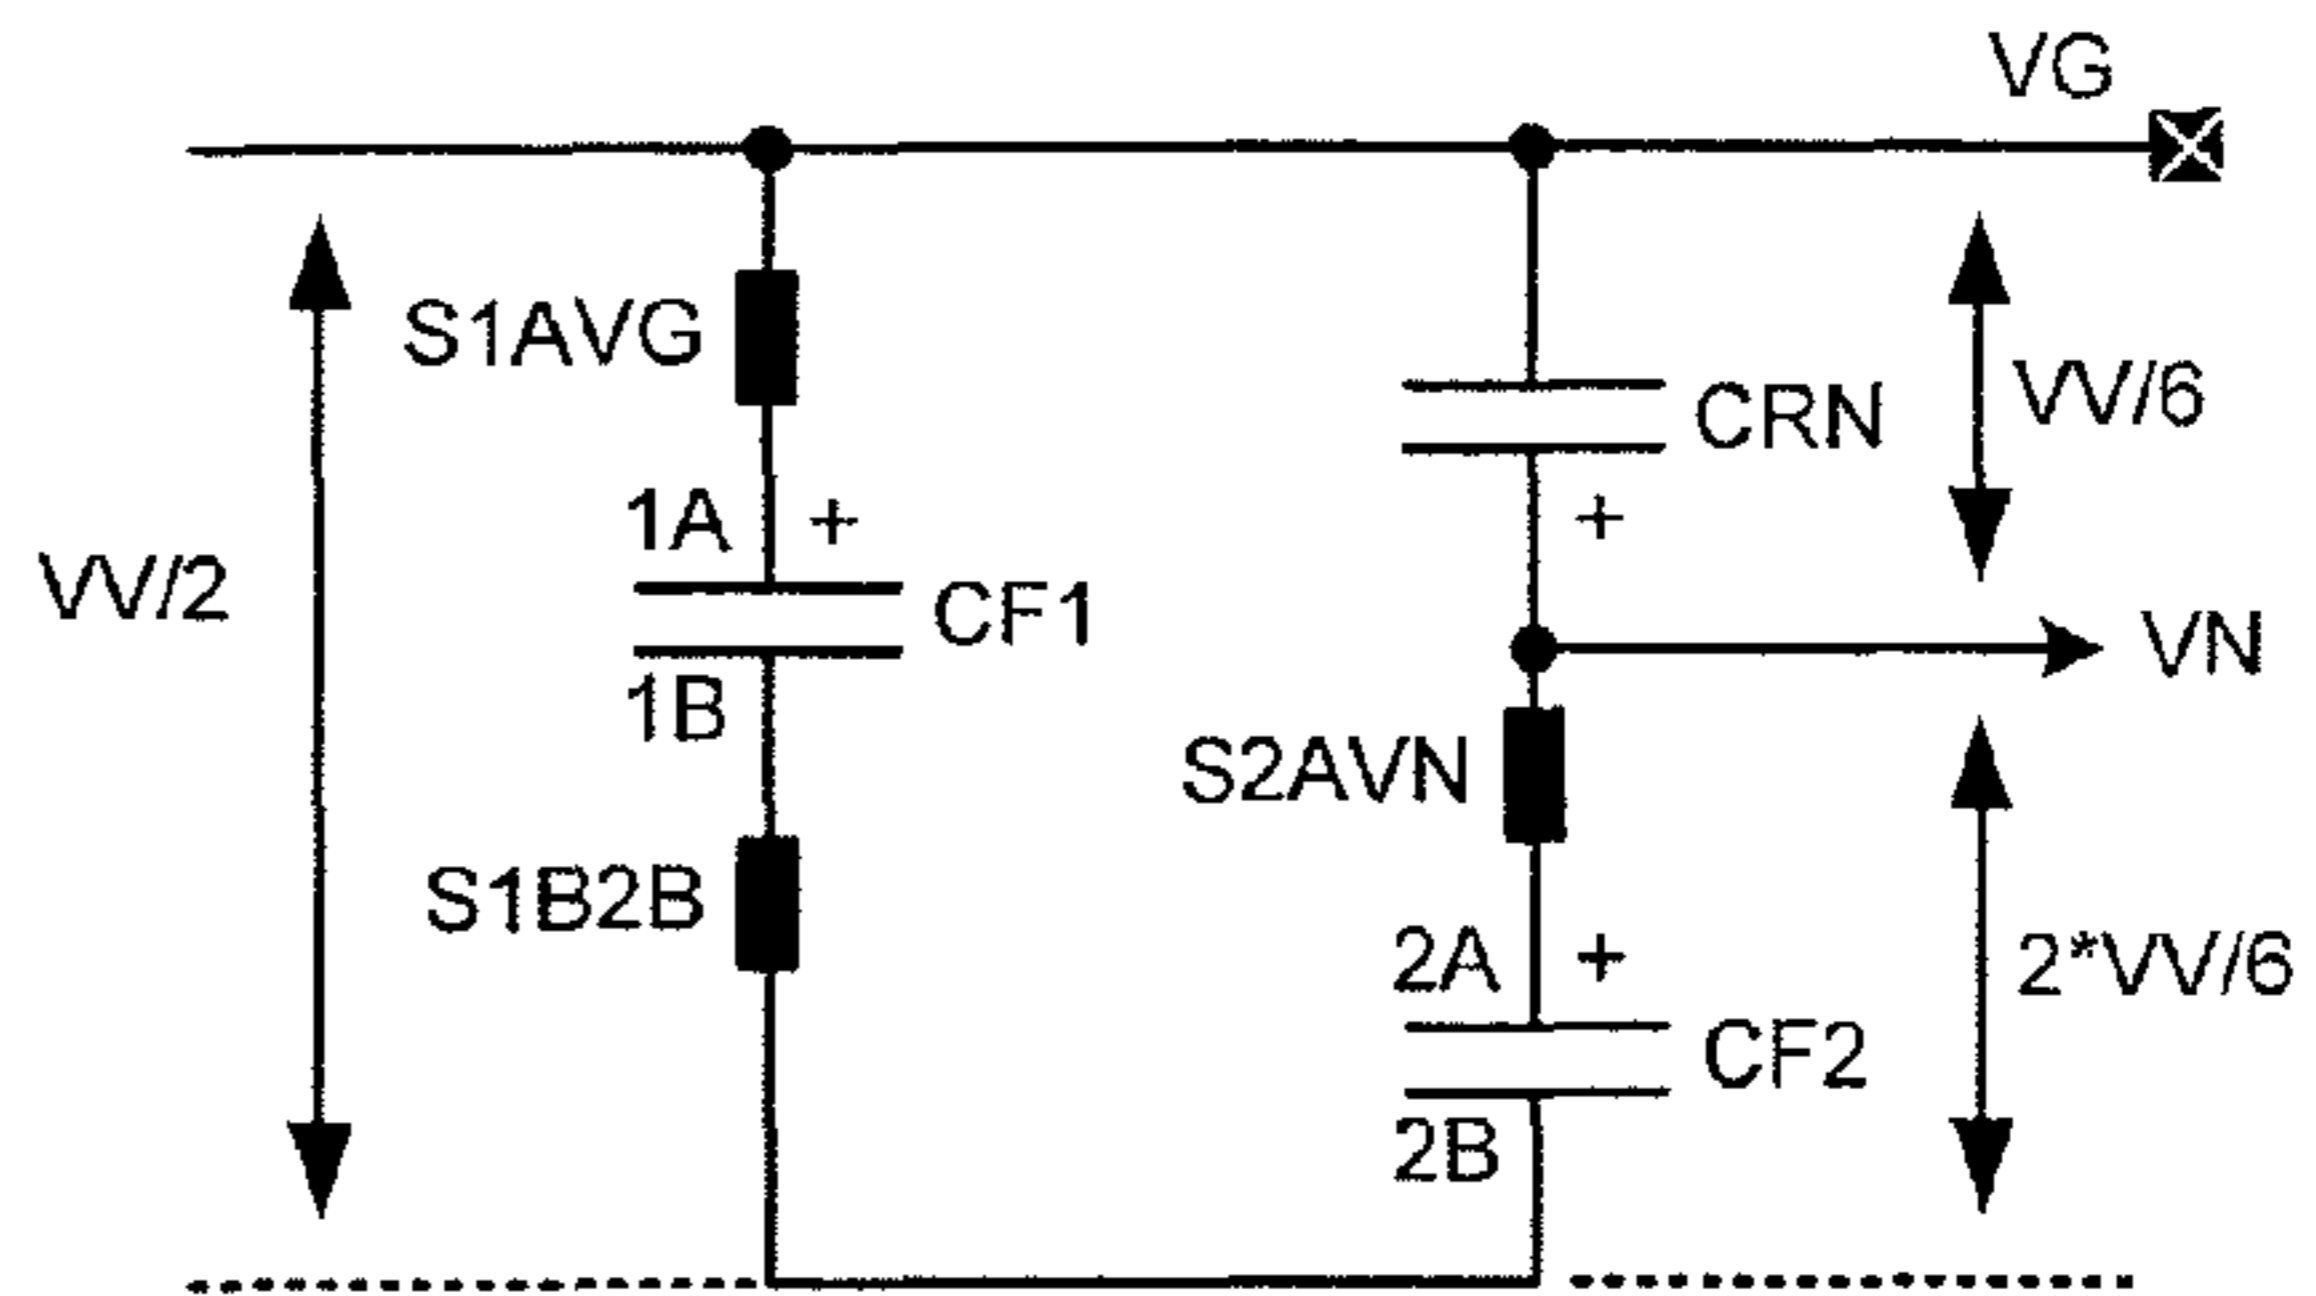 VG
S1AVG
CRN
VV/6
1A +
+
VV/2
CF1
VN
1B
S2AVN
S1B2B
2A +
2*VV/6
CF2
2B